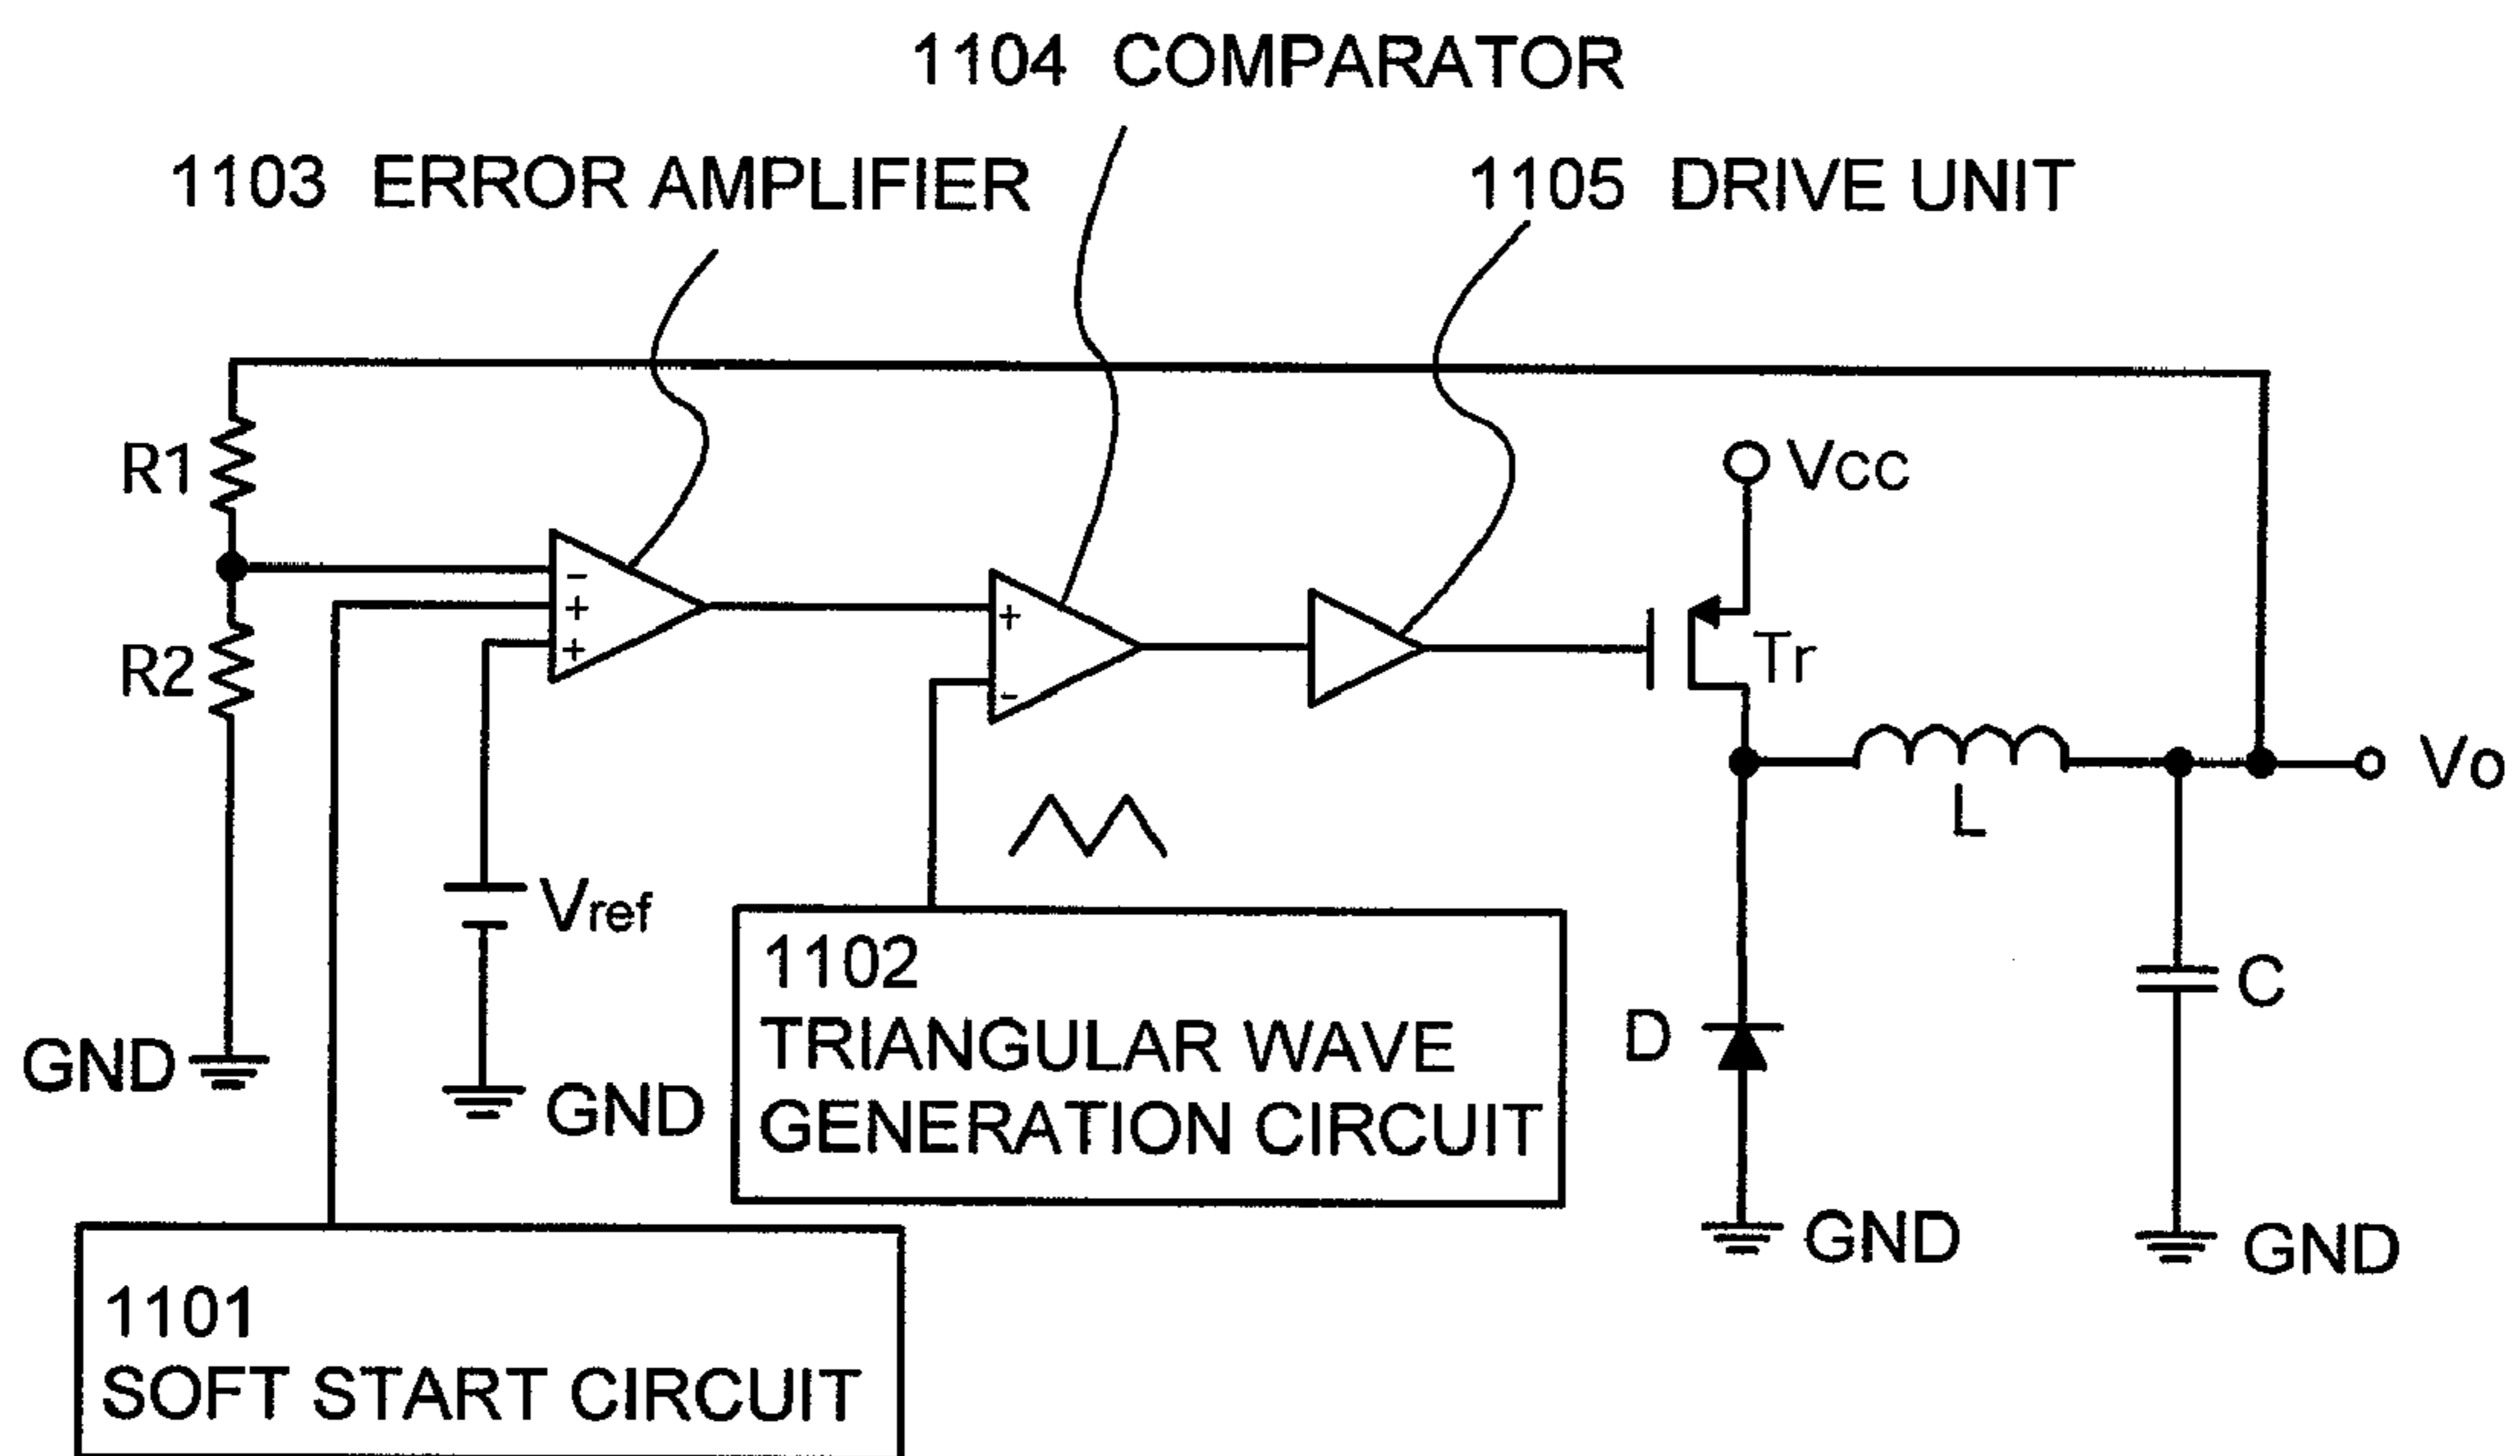 1104 COMPARATOR
1103 ERROR AMPLIFIER
1105 DRIVE UNIT
R1
VCC
-
+
+
+
-
R2
Tr
Vo
L
Vref
1102
TRIANGULAR WAVE
GENERATION CIRCUIT
C
D
GND
GND
GND
GND
1101
SOFT START CIRCUIT